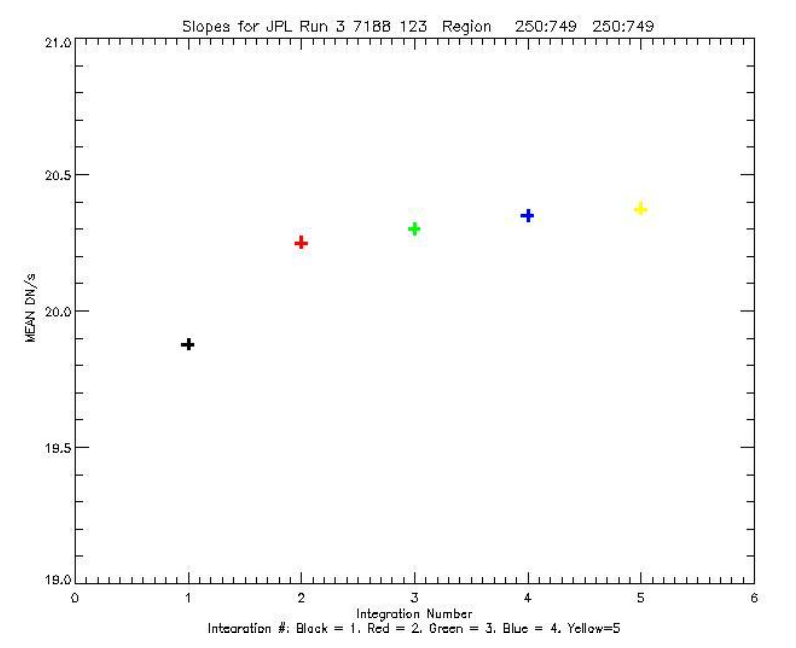 Slopes for JPL Run 3 7188 123 Region 250:749 250:749
21.0
20.5
20.0
19.5
19.0
MEAN DN/s
0 1 2 3 4 5 6
Integration Number
Integration #: Black = 1, Red = 2, Green = 3, Blue = 4, Yellow=5